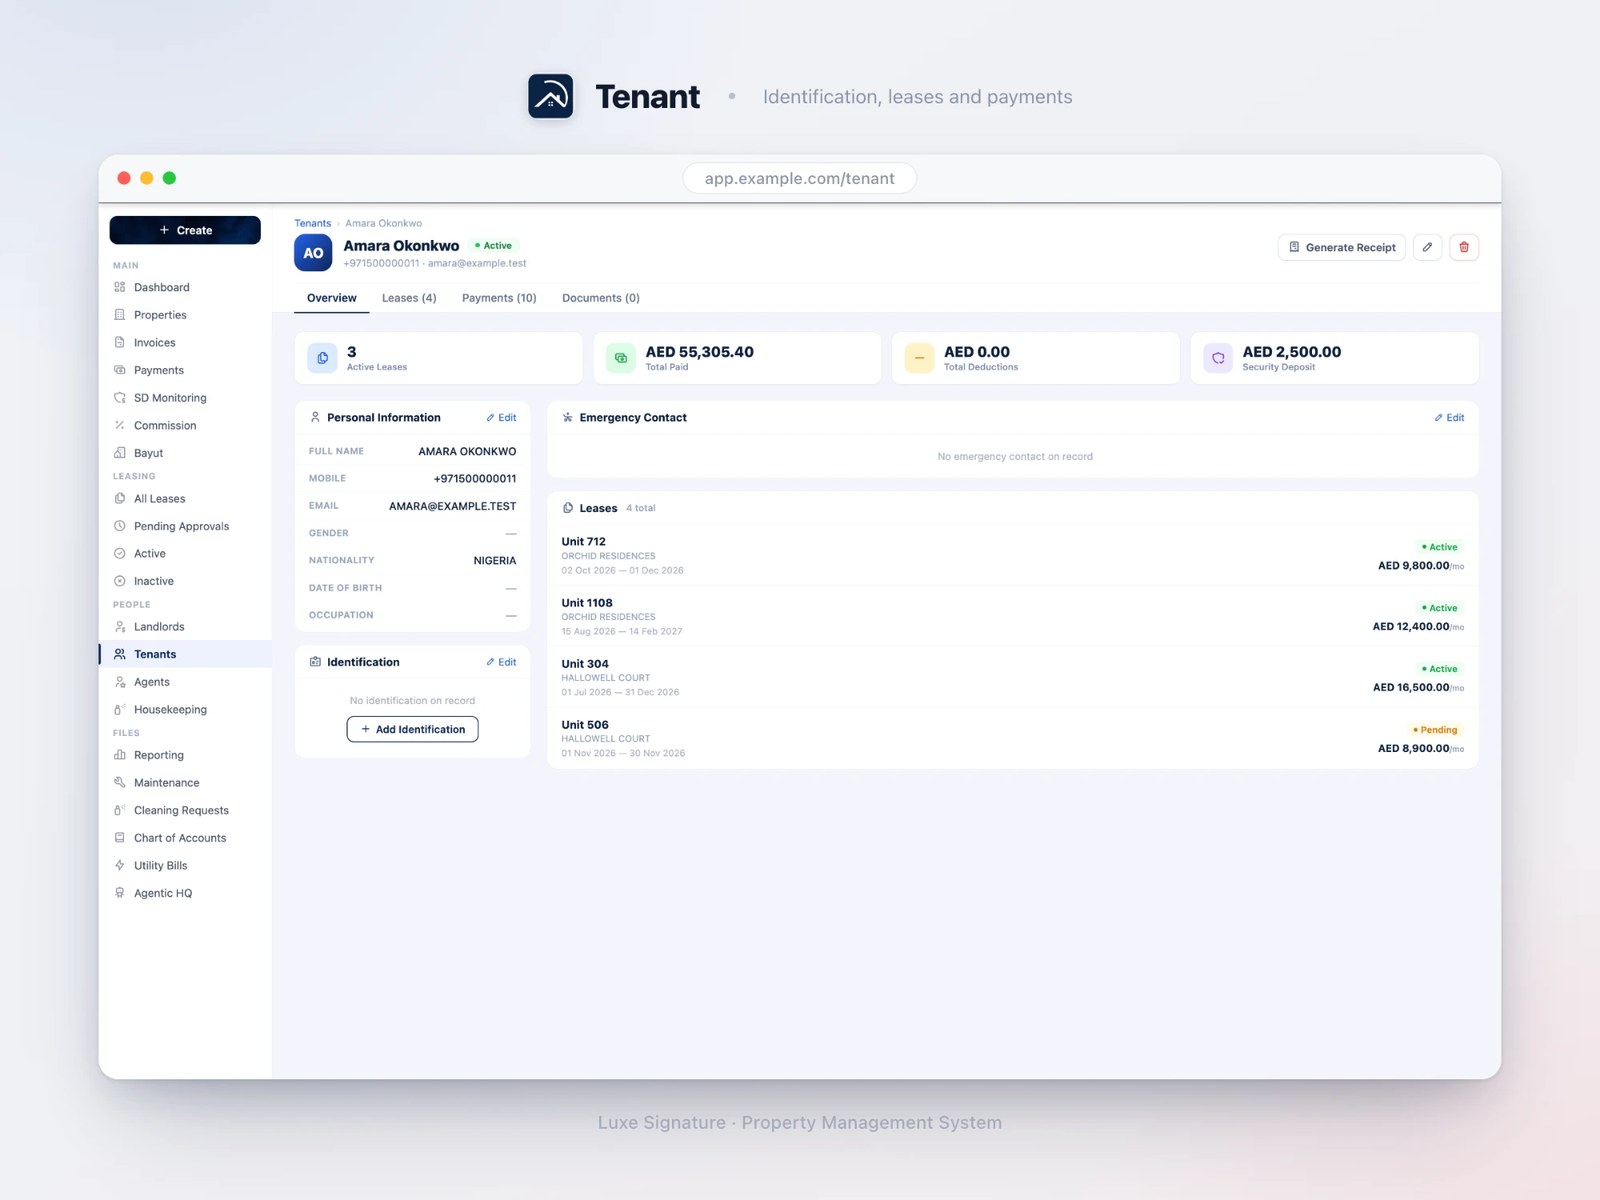 Tenant • Identification, leases and payments
app.example.com/tenant
+ Create
MAIN
Dashboard
Properties
Invoices
Payments
SD Monitoring
Commission
Bayut
LEASING
All Leases
Pending Approvals
Active
Inactive
PEOPLE
Landlords
Tenants
Agents
Housekeeping
FILES
Reporting
Maintenance
Cleaning Requests
Chart of Accounts
Utility Bills
Agentic HQ
Tenants › Amara Okonkwo
AO
Amara Okonkwo • Active
+971500000011 · amara@example.test
Generate Receipt
Overview Leases (4) Payments (10) Documents (0)
3
Active Leases
AED 55,305.40
Total Paid
AED 0.00
Total Deductions
AED 2,500.00
Security Deposit
Personal Information Edit
FULL NAME AMARA OKONKWO
MOBILE +971500000011
EMAIL AMARA@EXAMPLE.TEST
GENDER —
NATIONALITY NIGERIA
DATE OF BIRTH —
OCCUPATION —
Identification Edit
No identification on record
+ Add Identification
Emergency Contact Edit
No emergency contact on record
Leases 4 total
Unit 712
ORCHID RESIDENCES
02 Oct 2026 — 01 Dec 2026
• Active
AED 9,800.00/mo
Unit 1108
ORCHID RESIDENCES
15 Aug 2026 — 14 Feb 2027
• Active
AED 12,400.00/mo
Unit 304
HALLOWELL COURT
01 Jul 2026 — 31 Dec 2026
• Active
AED 16,500.00/mo
Unit 506
HALLOWELL COURT
01 Nov 2026 — 30 Nov 2026
• Pending
AED 8,900.00/mo
Luxe Signature · Property Management System